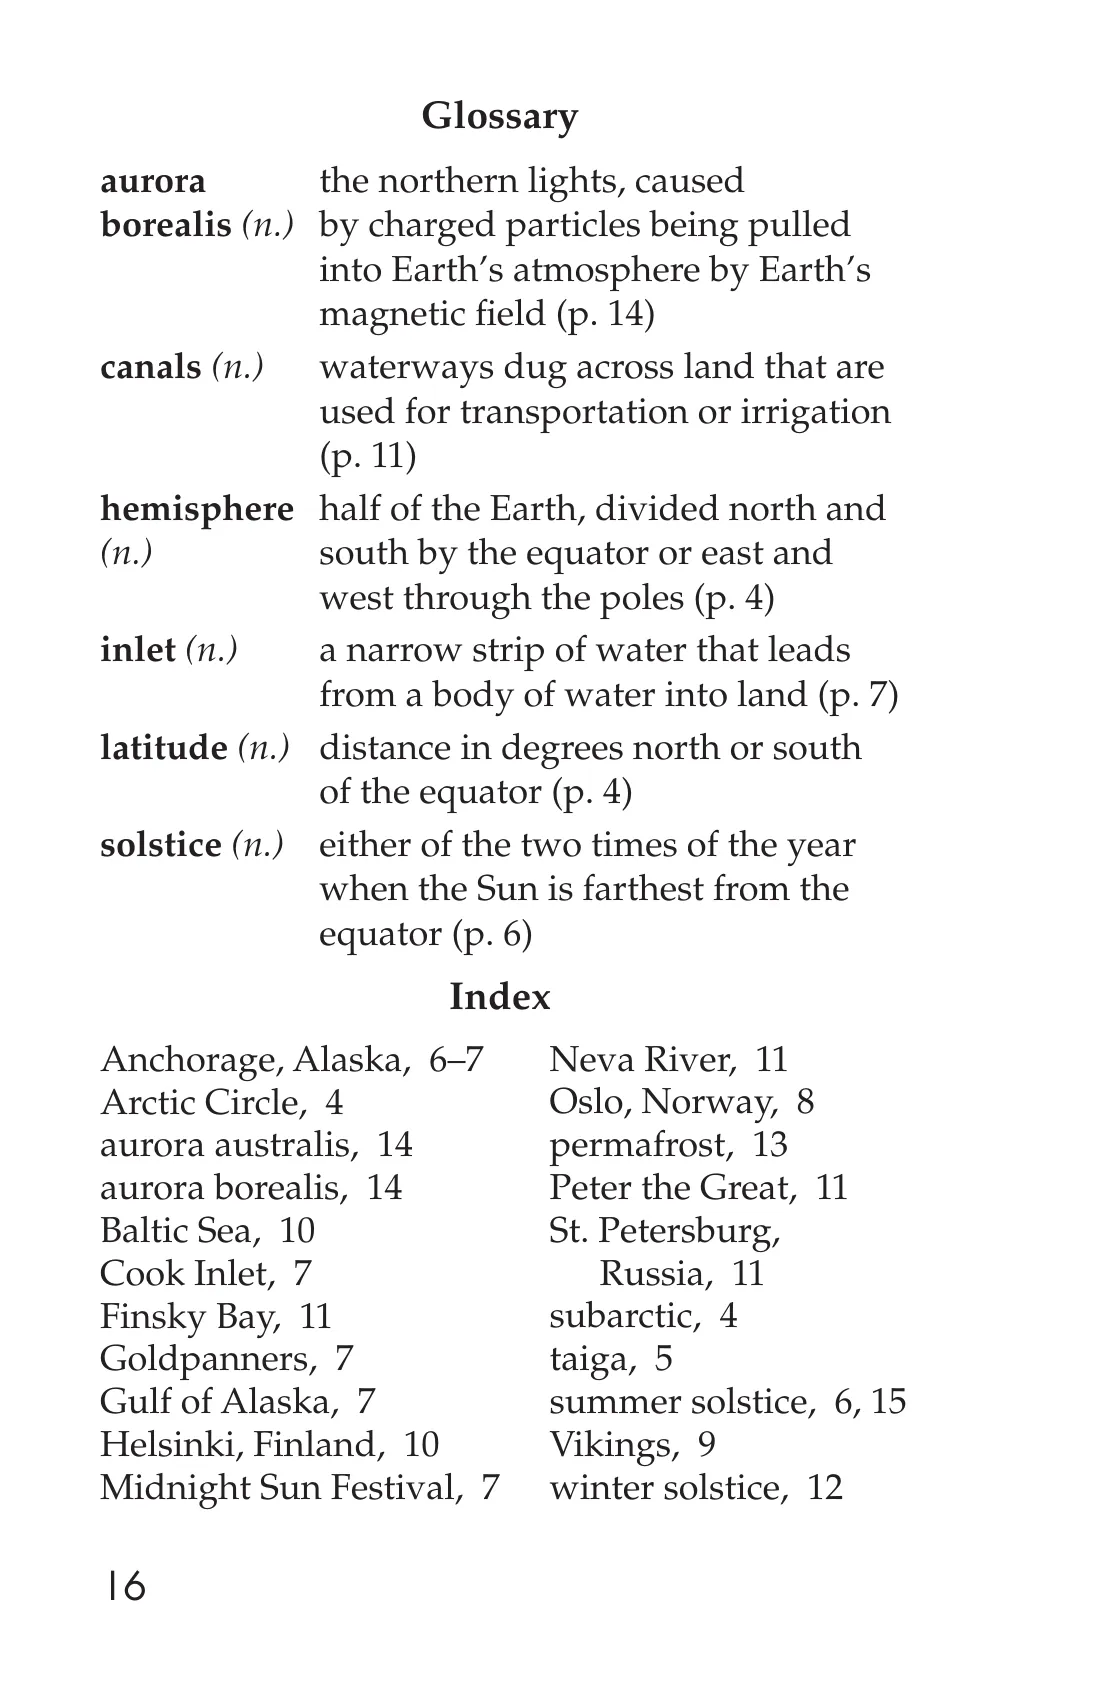 Glossary
aurora the northern lights, caused
borealis (n.) by charged particles being pulled
into Earth’s atmosphere by Earth’s
magnetic field (p. 14)
canals (n.) waterways dug across land that are
used for transportation or irrigation
(p. 11)
hemisphere half of the Earth, divided north and
(n.) south by the equator or east and
west through the poles (p. 4)
inlet (n.) a narrow strip of water that leads
from a body of water into land (p. 7)
latitude (n.) distance in degrees north or south
of the equator (p. 4)
solstice (n.) either of the two times of the year
when the Sun is farthest from the
equator (p. 6)
Index
Anchorage, Alaska, 6–7
Arctic Circle, 4
aurora australis, 14
aurora borealis, 14
Baltic Sea, 10
Cook Inlet, 7
Finsky Bay, 11
Goldpanners, 7
Gulf of Alaska, 7
Helsinki, Finland, 10
Midnight Sun Festival, 7
Neva River, 11
Oslo, Norway, 8
permafrost, 13
Peter the Great, 11
St. Petersburg,
Russia, 11
subarctic, 4
taiga, 5
summer solstice, 6, 15
Vikings, 9
winter solstice, 12
16